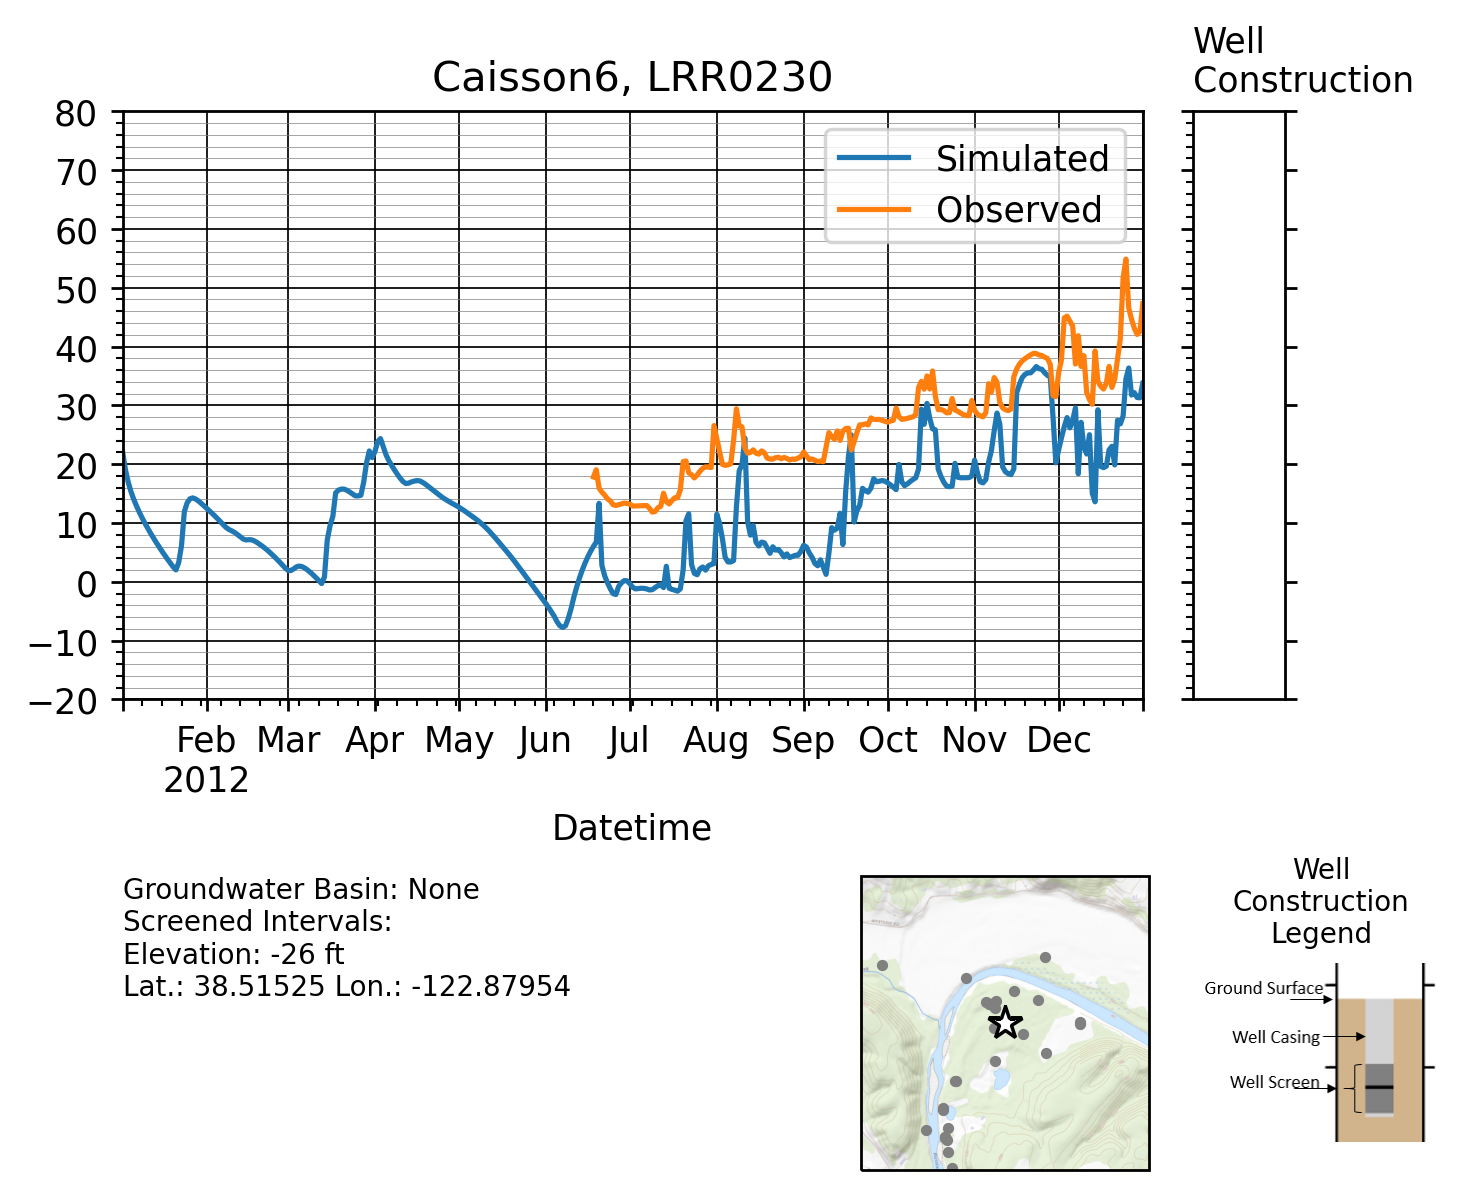 Well
Construction
Caisson6, LRR0230
80
70
60
50
40
30
20
10
0
−10
−20
Simulated
Observed
Feb Mar Apr May Jun Jul Aug Sep Oct Nov Dec
2012
Datetime
Groundwater Basin: None
Screened Intervals:
Elevation: -26 ft
Lat.: 38.51525 Lon.: -122.87954
Well
Construction
Legend
Ground Surface
Well Casing
Well Screen